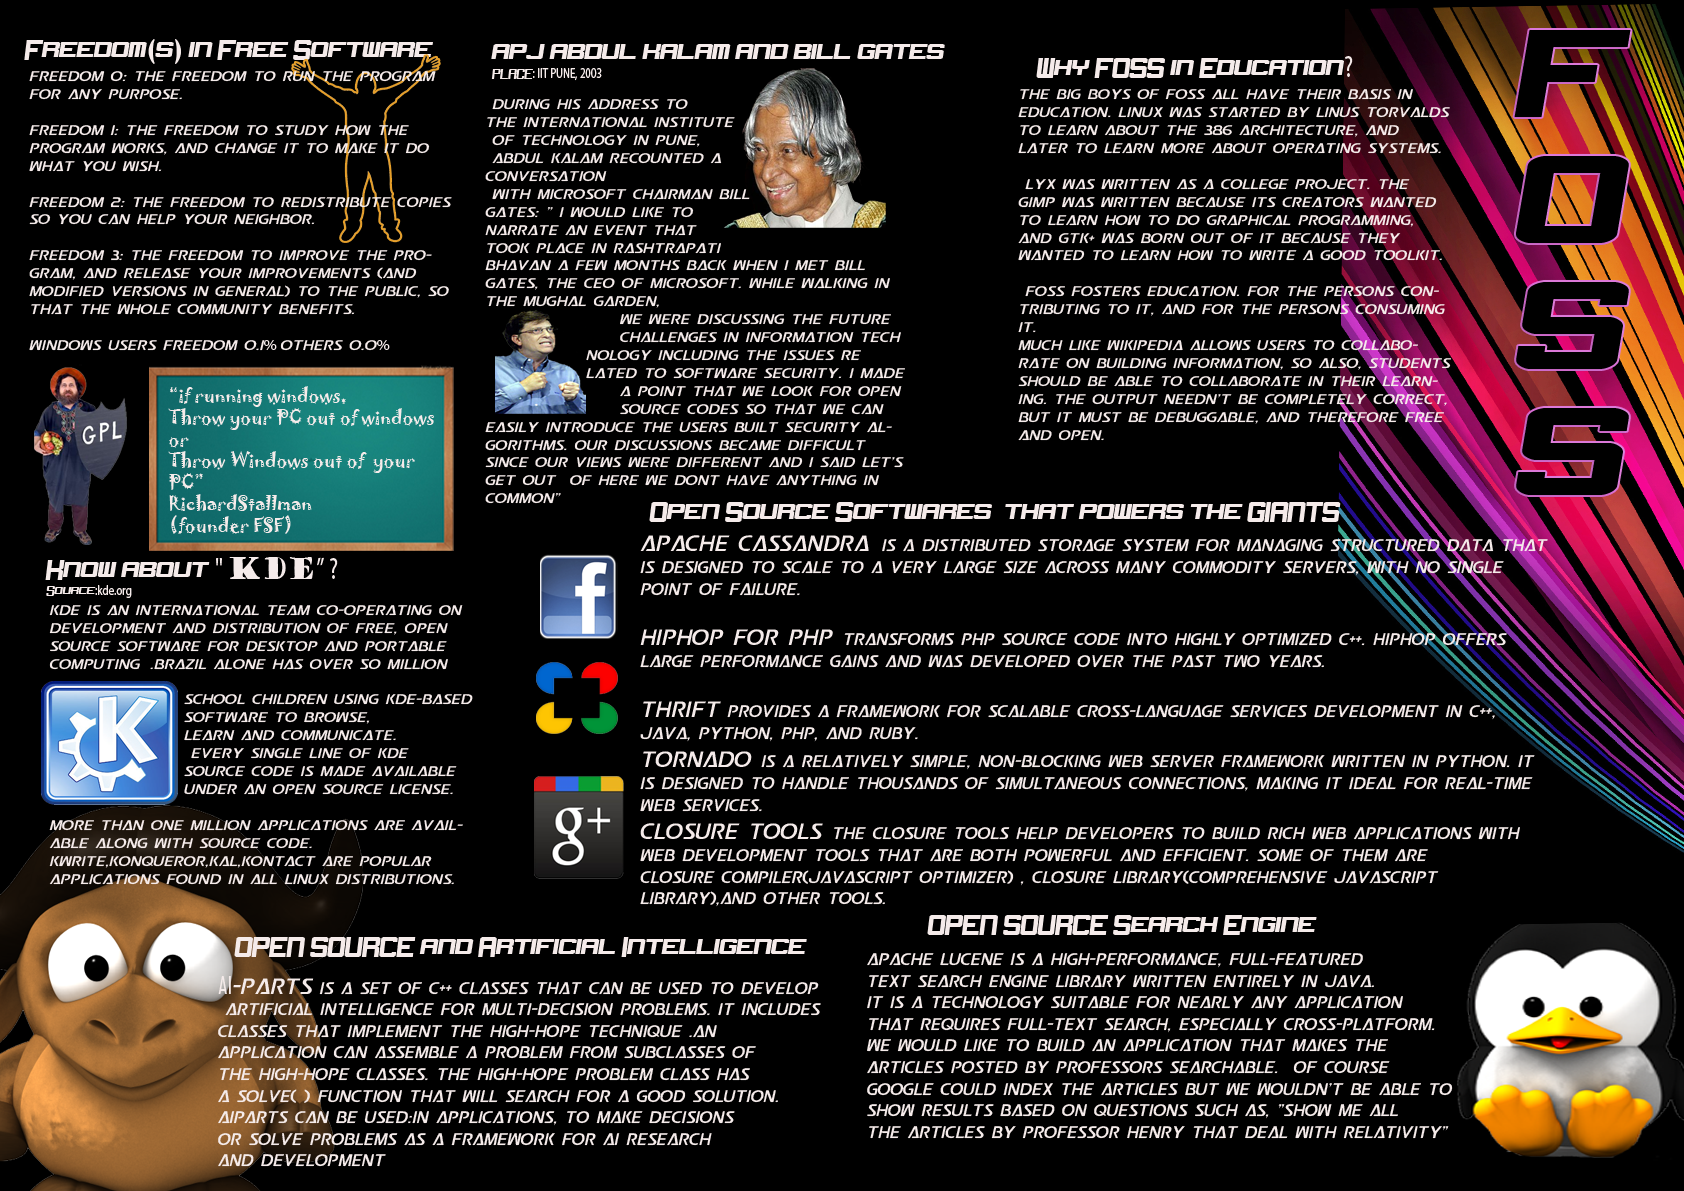 Freedom(s) in Free Software
FREEDOM 0: THE FREEDOM TO RUN THE PROGRAM
FOR ANY PURPOSE.
FREEDOM 1: THE FREEDOM TO STUDY HOW THE
PROGRAM WORKS, AND CHANGE IT TO MAKE IT DO
WHAT YOU WISH.
FREEDOM 2: THE FREEDOM TO REDISTRIBUTE COPIES
SO YOU CAN HELP YOUR NEIGHBOR.
FREEDOM 3: THE FREEDOM TO IMPROVE THE PRO-
GRAM, AND RELEASE YOUR IMPROVEMENTS (AND
MODIFIED VERSIONS IN GENERAL) TO THE PUBLIC, SO
THAT THE WHOLE COMMUNITY BENEFITS.
WINDOWS USERS FREEDOM 0.1% OTHERS 0.0%
GPL
"if running windows,
Throw your PC out of windows
or
Throw Windows out of your
PC"
RichardStallman
(founder FSF)
Know about "KDE"?
Source:kde.org
KDE IS AN INTERNATIONAL TEAM CO-OPERATING ON
DEVELOPMENT AND DISTRIBUTION OF FREE, OPEN
SOURCE SOFTWARE FOR DESKTOP AND PORTABLE
COMPUTING .BRAZIL ALONE HAS OVER 50 MILLION
SCHOOL CHILDREN USING KDE-BASED
SOFTWARE TO BROWSE,
LEARN AND COMMUNICATE.
EVERY SINGLE LINE OF KDE
SOURCE CODE IS MADE AVAILABLE
UNDER AN OPEN SOURCE LICENSE.
MORE THAN ONE MILLION APPLICATIONS ARE AVAIL-
ABLE ALONG WITH SOURCE CODE.
KWRITE,KONQUEROR,KAL,KONTACT ARE POPULAR
APPLICATIONS FOUND IN ALL LINUX DISTRIBUTIONS.
APJ ABDUL KALAM AND BILL GATES
PLACE: IIT PUNE, 2003
DURING HIS ADDRESS TO
THE INTERNATIONAL INSTITUTE
OF TECHNOLOGY IN PUNE,
ABDUL KALAM RECOUNTED A
CONVERSATION
WITH MICROSOFT CHAIRMAN BILL
GATES: " I WOULD LIKE TO
NARRATE AN EVENT THAT
TOOK PLACE IN RASHTRAPATI
BHAVAN A FEW MONTHS BACK WHEN I MET BILL
GATES, THE CEO OF MICROSOFT. WHILE WALKING IN
THE MUGHAL GARDEN,
WE WERE DISCUSSING THE FUTURE
CHALLENGES IN INFORMATION TECH
NOLOGY INCLUDING THE ISSUES RE
LATED TO SOFTWARE SECURITY. I MADE
A POINT THAT WE LOOK FOR OPEN
SOURCE CODES SO THAT WE CAN
EASILY INTRODUCE THE USERS BUILT SECURITY AL-
GORITHMS. OUR DISCUSSIONS BECAME DIFFICULT
SINCE OUR VIEWS WERE DIFFERENT AND I SAID LET'S
GET OUT OF HERE WE DONT HAVE ANYTHING IN
COMMON"
Why FOSS in Education?
THE BIG BOYS OF FOSS ALL HAVE THEIR BASIS IN
EDUCATION. LINUX WAS STARTED BY LINUS TORVALDS
TO LEARN ABOUT THE 386 ARCHITECTURE, AND
LATER TO LEARN MORE ABOUT OPERATING SYSTEMS.
LYX WAS WRITTEN AS A COLLEGE PROJECT. THE
GIMP WAS WRITTEN BECAUSE ITS CREATORS WANTED
TO LEARN HOW TO DO GRAPHICAL PROGRAMMING,
AND GTK+ WAS BORN OUT OF IT BECAUSE THEY
WANTED TO LEARN HOW TO WRITE A GOOD TOOLKIT.
FOSS FOSTERS EDUCATION. FOR THE PERSONS CON-
TRIBUTING TO IT, AND FOR THE PERSONS CONSUMING
IT.
MUCH LIKE WIKIPEDIA ALLOWS USERS TO COLLABO-
RATE ON BUILDING INFORMATION, SO ALSO, STUDENTS
SHOULD BE ABLE TO COLLABORATE IN THEIR LEARN-
ING. THE OUTPUT NEEDN'T BE COMPLETELY CORRECT,
BUT IT MUST BE DEBUGGABLE, AND THEREFORE FREE
AND OPEN.
F
O
S
S
Open Source Softwares that powers the GIANTS
f
g+
APACHE CASSANDRA IS A DISTRIBUTED STORAGE SYSTEM FOR MANAGING STRUCTURED DATA THAT
IS DESIGNED TO SCALE TO A VERY LARGE SIZE ACROSS MANY COMMODITY SERVERS, WITH NO SINGLE
POINT OF FAILURE.
HIPHOP FOR PHP TRANSFORMS PHP SOURCE CODE INTO HIGHLY OPTIMIZED C++. HIPHOP OFFERS
LARGE PERFORMANCE GAINS AND WAS DEVELOPED OVER THE PAST TWO YEARS.
THRIFT PROVIDES A FRAMEWORK FOR SCALABLE CROSS-LANGUAGE SERVICES DEVELOPMENT IN C++,
JAVA, PYTHON, PHP, AND RUBY.
TORNADO IS A RELATIVELY SIMPLE, NON-BLOCKING WEB SERVER FRAMEWORK WRITTEN IN PYTHON. IT
IS DESIGNED TO HANDLE THOUSANDS OF SIMULTANEOUS CONNECTIONS, MAKING IT IDEAL FOR REAL-TIME
WEB SERVICES.
CLOSURE TOOLS THE CLOSURE TOOLS HELP DEVELOPERS TO BUILD RICH WEB APPLICATIONS WITH
WEB DEVELOPMENT TOOLS THAT ARE BOTH POWERFUL AND EFFICIENT. SOME OF THEM ARE
CLOSURE COMPILER(JAVASCRIPT OPTIMIZER) , CLOSURE LIBRARY(COMPREHENSIVE JAVASCRIPT
LIBRARY),AND OTHER TOOLS.
OPEN SOURCE and Artificial Intelligence
AI-PARTS IS A SET OF C++ CLASSES THAT CAN BE USED TO DEVELOP
ARTIFICIAL INTELLIGENCE FOR MULTI-DECISION PROBLEMS. IT INCLUDES
CLASSES THAT IMPLEMENT THE HIGH-HOPE TECHNIQUE .AN
APPLICATION CAN ASSEMBLE A PROBLEM FROM SUBCLASSES OF
THE HIGH-HOPE CLASSES. THE HIGH-HOPE PROBLEM CLASS HAS
A SOLVE( ) FUNCTION THAT WILL SEARCH FOR A GOOD SOLUTION.
AIPARTS CAN BE USED:IN APPLICATIONS, TO MAKE DECISIONS
OR SOLVE PROBLEMS AS A FRAMEWORK FOR AI RESEARCH
AND DEVELOPMENT
OPEN SOURCE Search Engine
APACHE LUCENE IS A HIGH-PERFORMANCE, FULL-FEATURED
TEXT SEARCH ENGINE LIBRARY WRITTEN ENTIRELY IN JAVA.
IT IS A TECHNOLOGY SUITABLE FOR NEARLY ANY APPLICATION
THAT REQUIRES FULL-TEXT SEARCH, ESPECIALLY CROSS-PLATFORM.
WE WOULD LIKE TO BUILD AN APPLICATION THAT MAKES THE
ARTICLES POSTED BY PROFESSORS SEARCHABLE. OF COURSE
GOOGLE COULD INDEX THE ARTICLES BUT WE WOULDN'T BE ABLE TO
SHOW RESULTS BASED ON QUESTIONS SUCH AS, "SHOW ME ALL
THE ARTICLES BY PROFESSOR HENRY THAT DEAL WITH RELATIVITY"